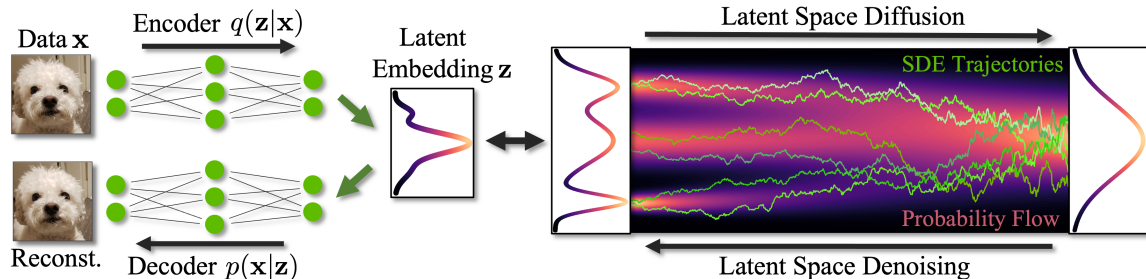 Encoder q(z|x)
Data x
Latent
Embedding z
Reconst.
Decoder p(x|z)
Latent Space Diffusion
SDE Trajectories
Probability Flow
Latent Space Denoising